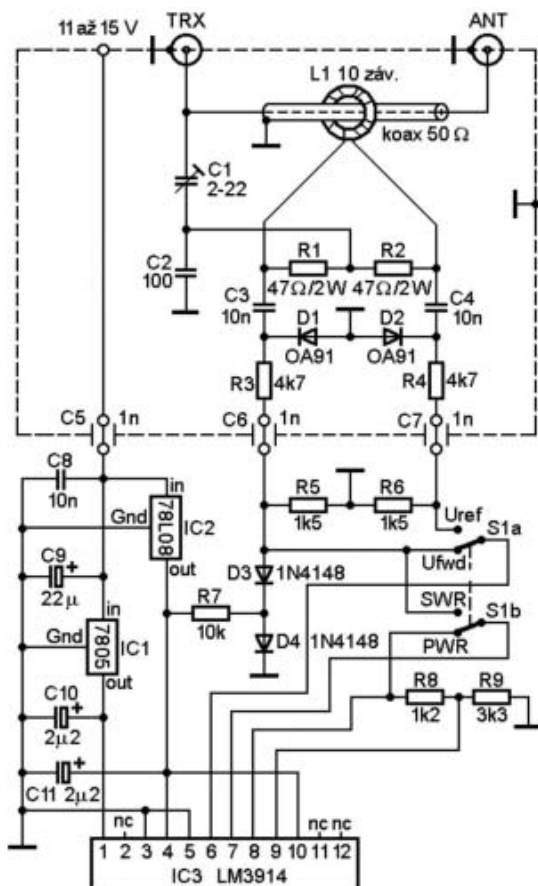 11 až 15 V
TRX
ANT
L1 10 záv.
koax 50 Ω
C1
2-22
C2
100
R1
R2
47Ω/2W
47Ω/2W
C3
10n
C4
10n
D1
OA91
D2
OA91
R3
4k7
R4
4k7
C5
1n
C6
1n
C7
1n
C8
10n
in
Gnd
78L08
IC2
out
C9
+
22 µ
in
Gnd
7805
IC1
out
C10
+
2µ2
C11
+
2µ2
R5
1k5
R6
1k5
Uref
S1a
Ufwd
D3
1N4148
SWR
S1b
PWR
R7
10k
D4
1N4148
R8
1k2
R9
3k3
nc
nc nc
1 2 3 4 5 6 7 8 9 10 11 12
IC3 LM3914